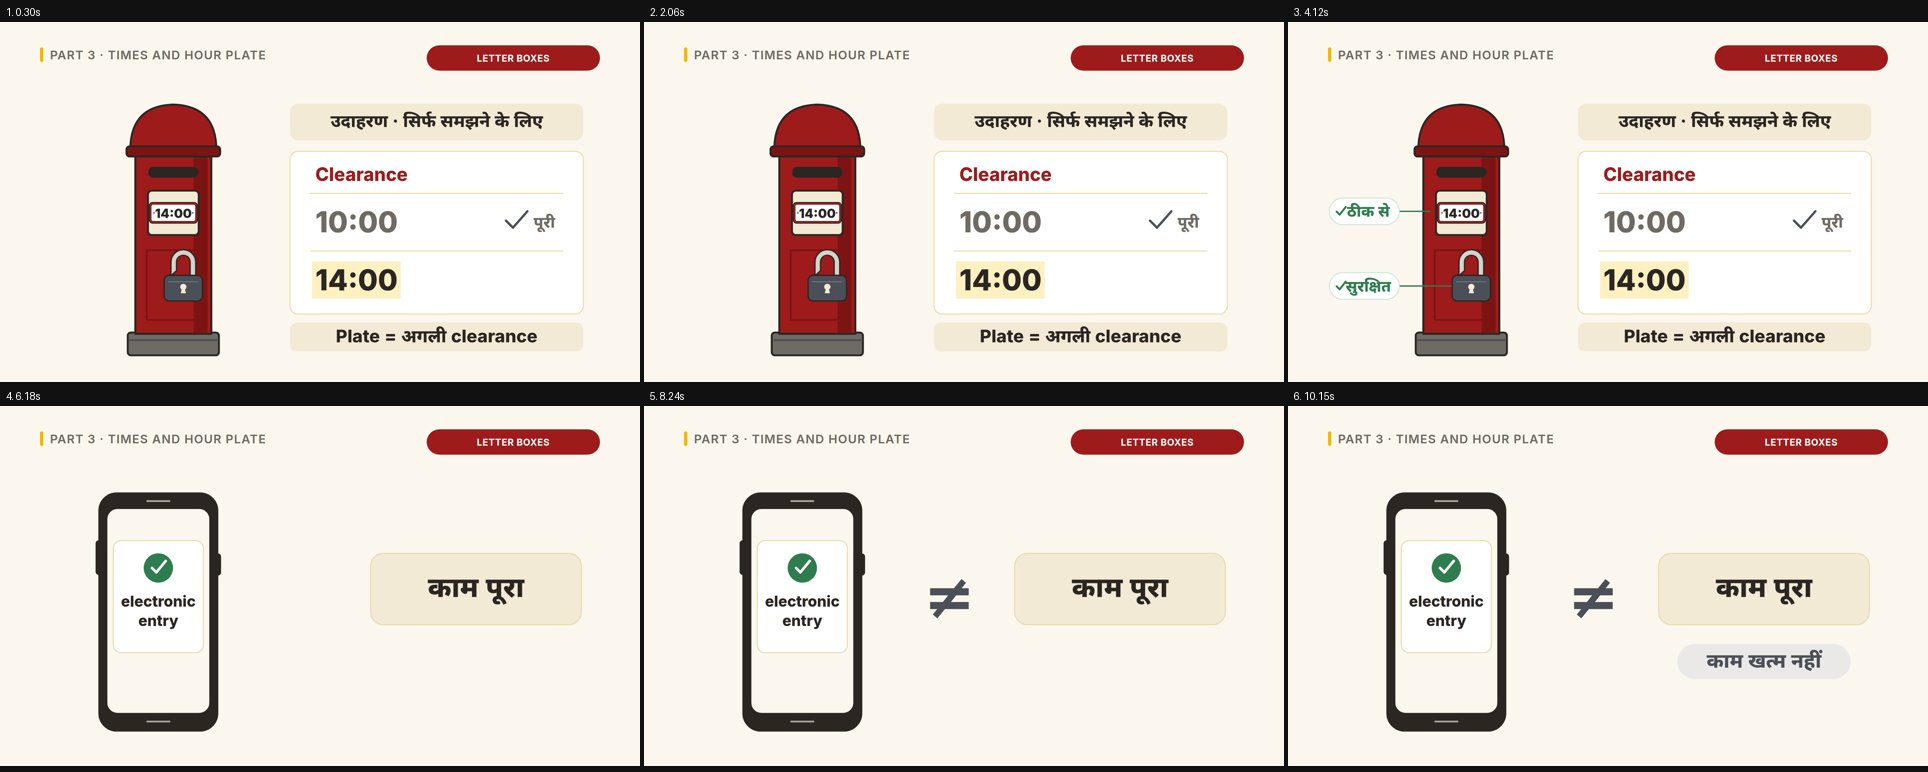 1. 0.30s
PART 3 · TIMES AND HOUR PLATE
LETTER BOXES
उदाहरण · सिर्फ समझने के लिए
Clearance
10:00
पूरी
14:00
14:00
Plate = अगली clearance
2. 2.06s
PART 3 · TIMES AND HOUR PLATE
LETTER BOXES
उदाहरण · सिर्फ समझने के लिए
Clearance
10:00
पूरी
14:00
14:00
Plate = अगली clearance
3. 4.12s
PART 3 · TIMES AND HOUR PLATE
LETTER BOXES
उदाहरण · सिर्फ समझने के लिए
Clearance
ठीक से
14:00
10:00
पूरी
सुरक्षित
14:00
Plate = अगली clearance
4. 6.18s
PART 3 · TIMES AND HOUR PLATE
LETTER BOXES
electronic
entry
काम पूरा
5. 8.24s
PART 3 · TIMES AND HOUR PLATE
LETTER BOXES
electronic
entry
≠
काम पूरा
6. 10.15s
PART 3 · TIMES AND HOUR PLATE
LETTER BOXES
electronic
entry
≠
काम पूरा
काम खत्म नहीं